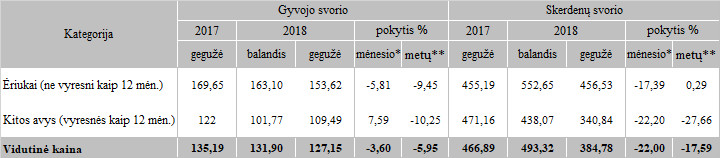 Kategorija Gyvojo svorio Skerdenų svorio
2017 2018 pokytis % 2017 2018 pokytis %
gegužė balandis gegužė mėnesio* metų** gegužė balandis gegužė mėnesio* metų**
Ėriukai (ne vyresni kaip 12 mėn.) 169,65 163,10 153,62 -5,81 -9,45 455,19 552,65 456,53 -17,39 0,29
Kitos avys (vyresnės kaip 12 mėn.) 122 101,77 109,49 7,59 -10,25 471,16 438,07 340,84 -22,20 -27,66
Vidutinė kaina 135,19 131,90 127,15 -3,60 -5,95 466,89 493,32 384,78 -22,00 -17,59